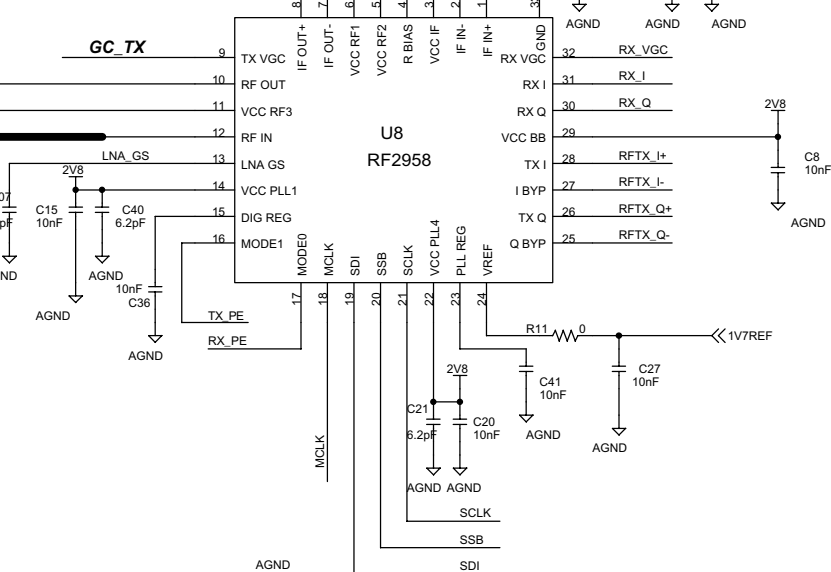 AGND
AGND
AGND
8
7
6
5
4
3
2
1
IF OUT+
IF OUT-
VCC RF1
VCC RF2
R BIAS
VCC IF
IF IN-
IF IN+
GND
GC_TX
9
TX VGC
RX VGC
32
RX_VGC
10
RF OUT
RX I
31
RX_I
11
VCC RF3
RX Q
30
RX_Q
2V8
12
RF IN
U8
VCC BB
29
RF2958
LNA_GS
13
LNA GS
TX I
28
RFTX_I+
C8
10nF
2V8
14
VCC PLL1
I BYP
27
RFTX_I-
C15
10nF
C40
6.2pF
15
DIG REG
TX Q
26
RFTX_Q+
AGND
16
MODE1
Q BYP
25
RFTX_Q-
MODE0
MCLK
SDI
SSB
SCLK
VCC PLL4
PLL REG
VREF
AGND
10nF
C36
17
18
19
20
21
22
23
24
AGND
TX_PE
RX_PE
AGND
R11
0
1V7REF
2V8
C41
10nF
C27
10nF
C21
6.2pF
C20
10nF
AGND
AGND
MCLK
AGND
AGND
SCLK
SSB
AGND
SDI